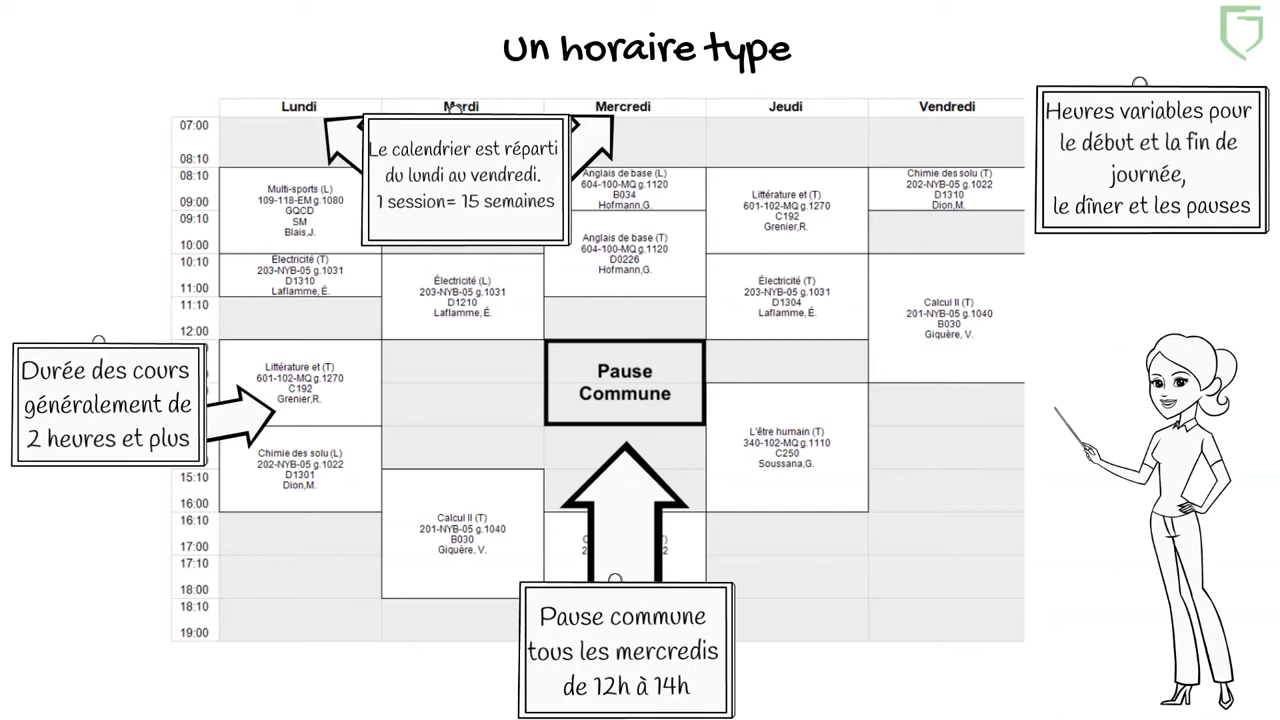 Un horaire type
Lundi
Mardi
Mercredi
Jeudi
Vendredi
07:00
08:10
08:10
09:00
09:10
10:00
10:10
11:00
11:10
12:00
15:10
16:00
16:10
17:00
17:10
18:00
18:10
19:00
Multi-sports (L)
109-118-EM g.1080
GQCD
SM
Blais,J.
Électricité (T)
203-NYB-05 g.1031
D1310
Laflamme,É.
Littérature et (T)
601-102-MQ g.1270
C192
Grenier,R.
Chimie des solu (L)
202-NYB-05 g.1022
D1301
Dion,M.
Électricité (L)
203-NYB-05 g.1031
D1210
Laflamme,É.
Calcul II (T)
201-NYB-05 g.1040
B030
Giguère, V.
Anglais de base (L)
604-100-MQ g.1120
B034
Hofmann,G.
Anglais de base (T)
604-100-MQ g.1120
D0226
Hofmann,G.
Pause
Commune
Littérature et (T)
601-102-MQ g.1270
C192
Grenier,R.
Électricité (T)
203-NYB-05 g.1031
D1304
Laflamme,É.
L'être humain (T)
340-102-MQ g.1110
C250
Soussana,G.
Chimie des solu (T)
202-NYB-05 g.1022
D1310
Dion,M.
Calcul II (T)
201-NYB-05 g.1040
B030
Giguère, V.
Le calendrier est réparti
du lundi au vendredi.
1 session= 15 semaines
Heures variables pour
le début et la fin de
journée,
le dîner et les pauses
Durée des cours
généralement de
2 heures et plus
Pause commune
tous les mercredis
de 12h à 14h